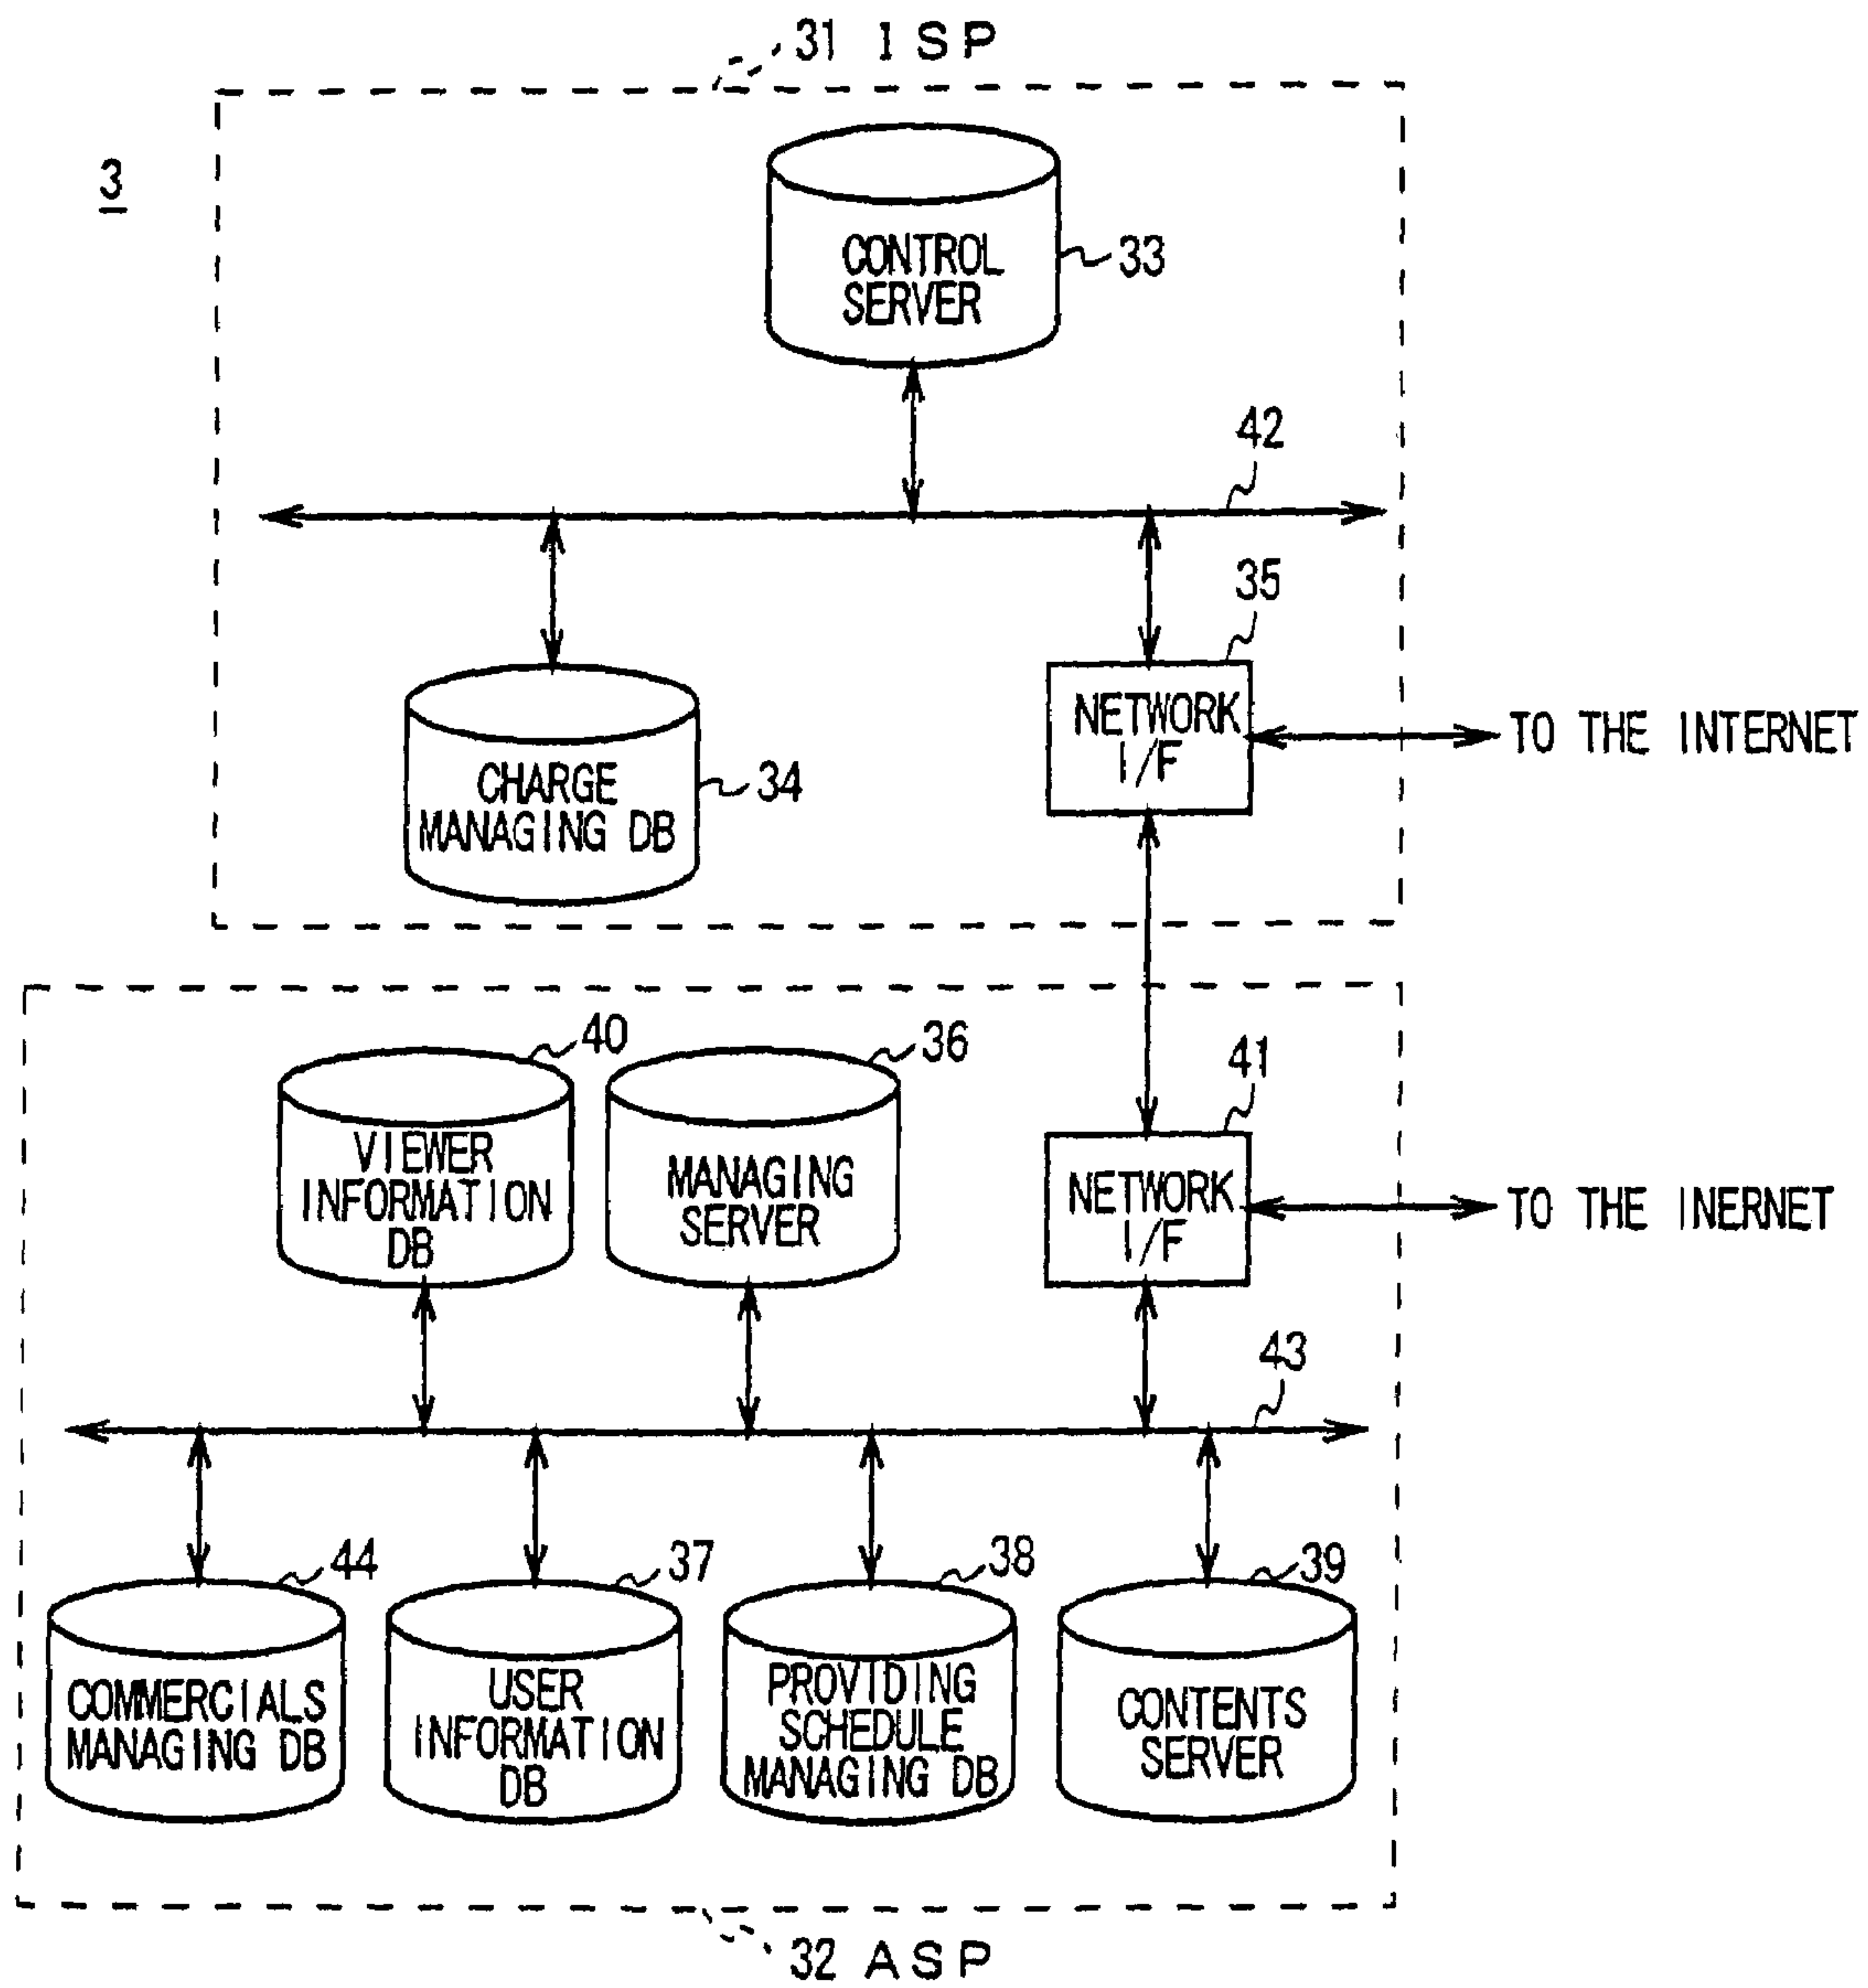 31 ISP
3
CONTROL
SERVER
33
42
35
NETWORK
I/F
TO THE INTERNET
CHARGE
MANAGING DB
34
40
36
41
VIEWER
INFORMATION
DB
MANAGING
SERVER
NETWORK
I/F
TO THE INERNET
43
44
37
38
39
COMMERCIALS
MANAGING DB
USER
INFORMATION
DB
PROVIDING
SCHEDULE
MANAGING DB
CONTENTS
SERVER
32 ASP